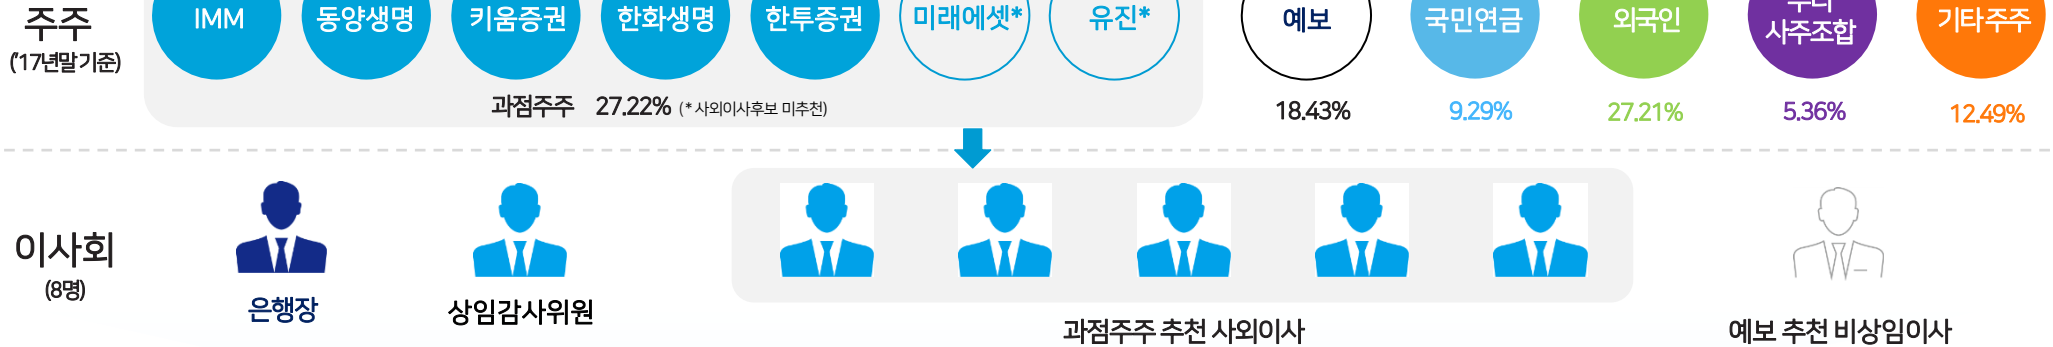 주주
('17년말 기준)
IMM
동양생명
키움증권
한화생명
한투증권
미래에셋*
유진*
예보
국민연금
외국인
사주조합
기타주주
과점주주 27.22% (* 사외이사후보 미추천)
18.43%
9.29%
27.21%
5.36%
12.49%
이사회
(8명)
은행장
상임감사위원
과점주주 추천 사외이사
예보 추천 비상임이사